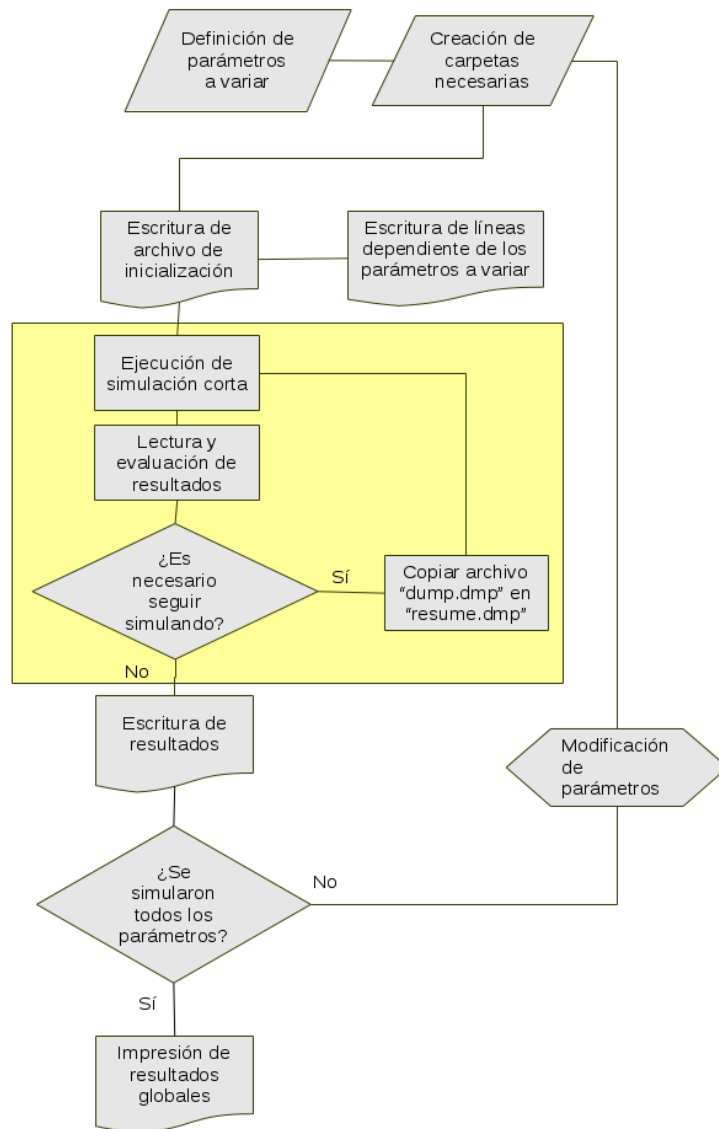 Definición de
parámetros
a variar
Creación de
carpetas
necesarias
Escritura de
archivo de
inicialización
Escritura de líneas
dependiente de los
parámetros a variar
Ejecución de
simulación corta
Lectura y
evaluación de
resultados
¿Es
necesario
seguir
simulando?
Sí
Copiar archivo
“dump.dmp” en
“resume.dmp”
No
Escritura de
resultados
Modificación
de
parámetros
¿Se
simularon
todos los
parámetros?
No
Sí
Impresión de
resultados
globales